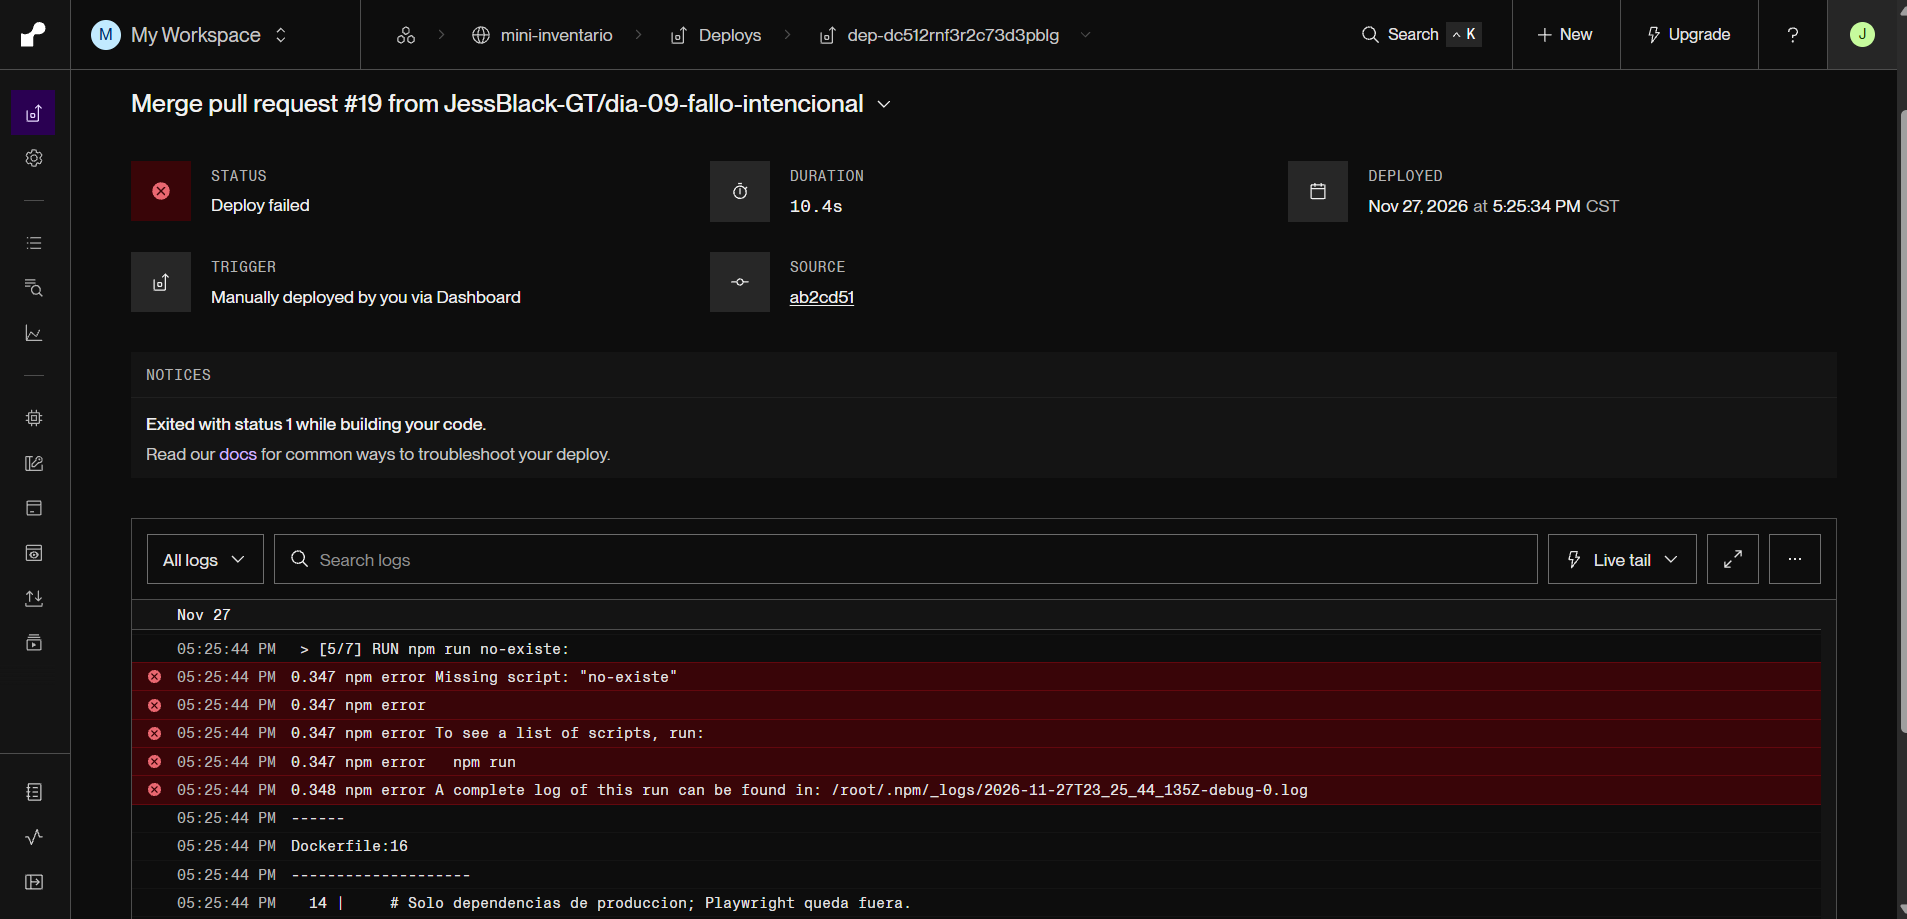 M My Workspace
mini-inventario
Deploys
dep-dc512rnf3r2c73d3pblg
Search
K
New
Upgrade
?
J
Merge pull request #19 from JessBlack-GT/dia-09-fallo-intencional
STATUS
Deploy failed
DURATION
10.4s
DEPLOYED
Nov 27, 2026 at 5:25:34 PM CST
TRIGGER
Manually deployed by you via Dashboard
SOURCE
ab2cd51
NOTICES
Exited with status 1 while building your code.
Read our docs for common ways to troubleshoot your deploy.
All logs
Search logs
Live tail
Nov 27
05:25:44 PM > [5/7] RUN npm run no-existe:
05:25:44 PM 0.347 npm error Missing script: "no-existe"
05:25:44 PM 0.347 npm error
05:25:44 PM 0.347 npm error To see a list of scripts, run:
05:25:44 PM 0.347 npm error   npm run
05:25:44 PM 0.348 npm error A complete log of this run can be found in: /root/.npm/_logs/2026-11-27T23_25_44_135Z-debug-0.log
05:25:44 PM ------
05:25:44 PM Dockerfile:16
05:25:44 PM --------------------
05:25:44 PM   14 |     # Solo dependencias de produccion; Playwright queda fuera.